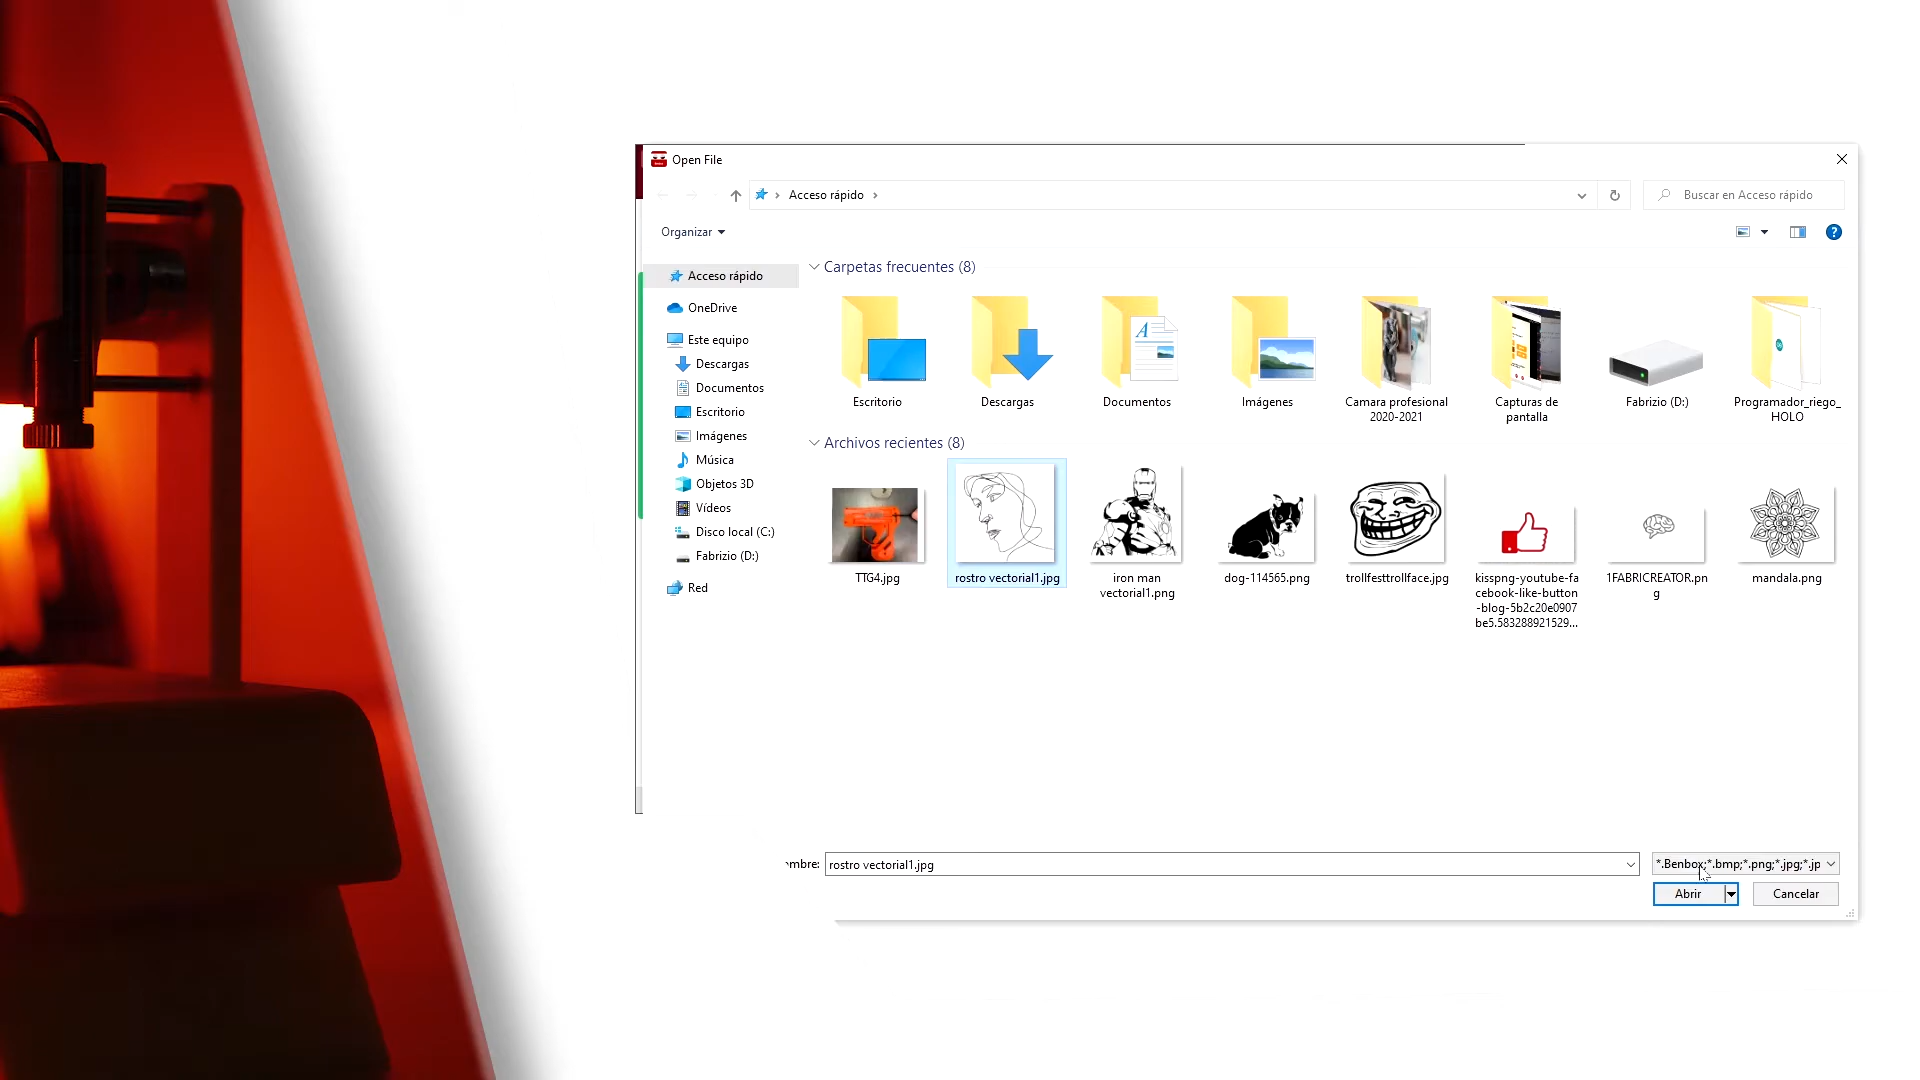 Open File
Acceso rápido
Buscar en Acceso rápido
Organizar
Acceso rápido
OneDrive
Este equipo
Descargas
Documentos
Escritorio
Imágenes
Música
Objetos 3D
Vídeos
Disco local (C:)
Fabrizio (D:)
Red
Carpetas frecuentes (8)
Escritorio
Descargas
Documentos
Imágenes
Camara profesional
2020-2021
Capturas de
pantalla
Fabrizio (D:)
Programador_riego_
HOLO
Archivos recientes (8)
TTG4.jpg
rostro vectorial1.jpg
iron man
vectorial1.png
dog-114565.png
trollfesttrollface.jpg
kisspng-youtube-fa
cebook-like-button
-blog-5b2c20e0907
be5.583288921529...
1FABRICREATOR.pn
g
mandala.png
mbre:
rostro vectorial1.jpg
*.Benbox;*.bmp;*.png;*.jpg;*.jp
Abrir
Cancelar